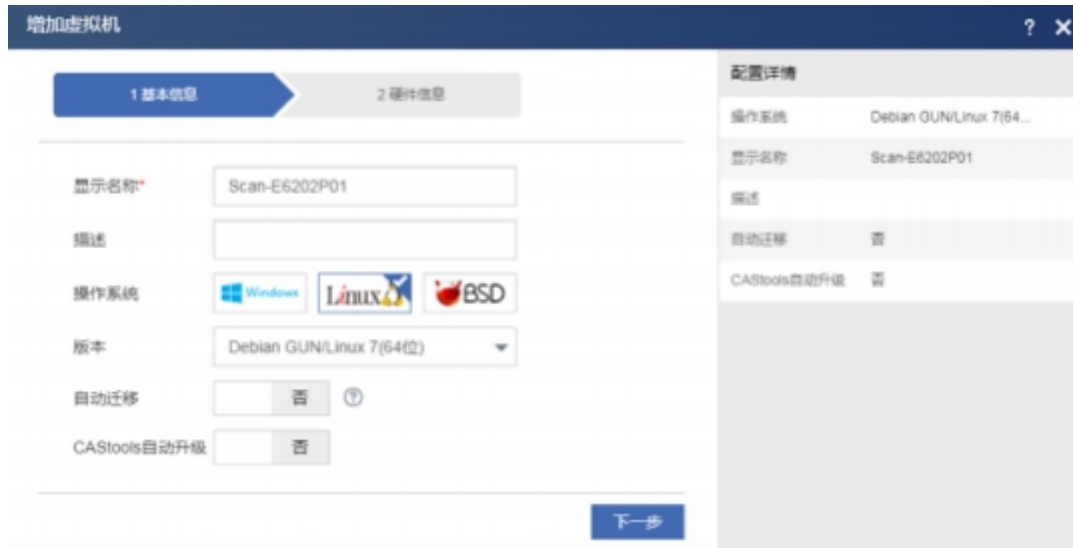 增加虚拟机 ? ×
1 基本信息
2 硬件信息
显示名称* Scan-E6202P01
描述
操作系统 Windows Linux BSD
版本 Debian GUN/Linux 7(64位)
自动迁移 否 ?
CAStools自动升级 否
下一步
配置详情
操作系统 Debian GUN/Linux 7(64...
显示名称 Scan-E6202P01
描述
自动迁移 否
CAStools自动升级 否